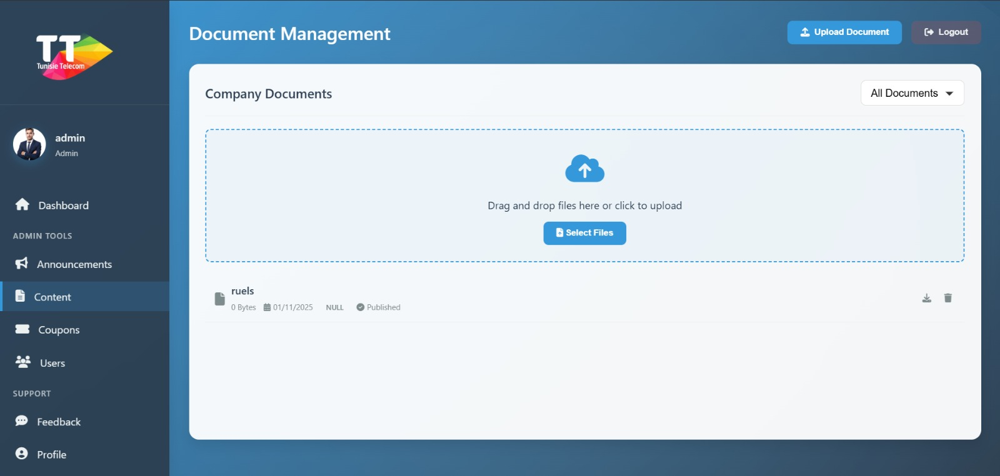 TT
Tunisie Telecom
admin
Admin
Dashboard
ADMIN TOOLS
Announcements
Content
Coupons
Users
SUPPORT
Feedback
Profile
Document Management
Upload Document
Logout
Company Documents
All Documents
Drag and drop files here or click to upload
Select Files
ruels
0 Bytes 01/11/2025 NULL Published